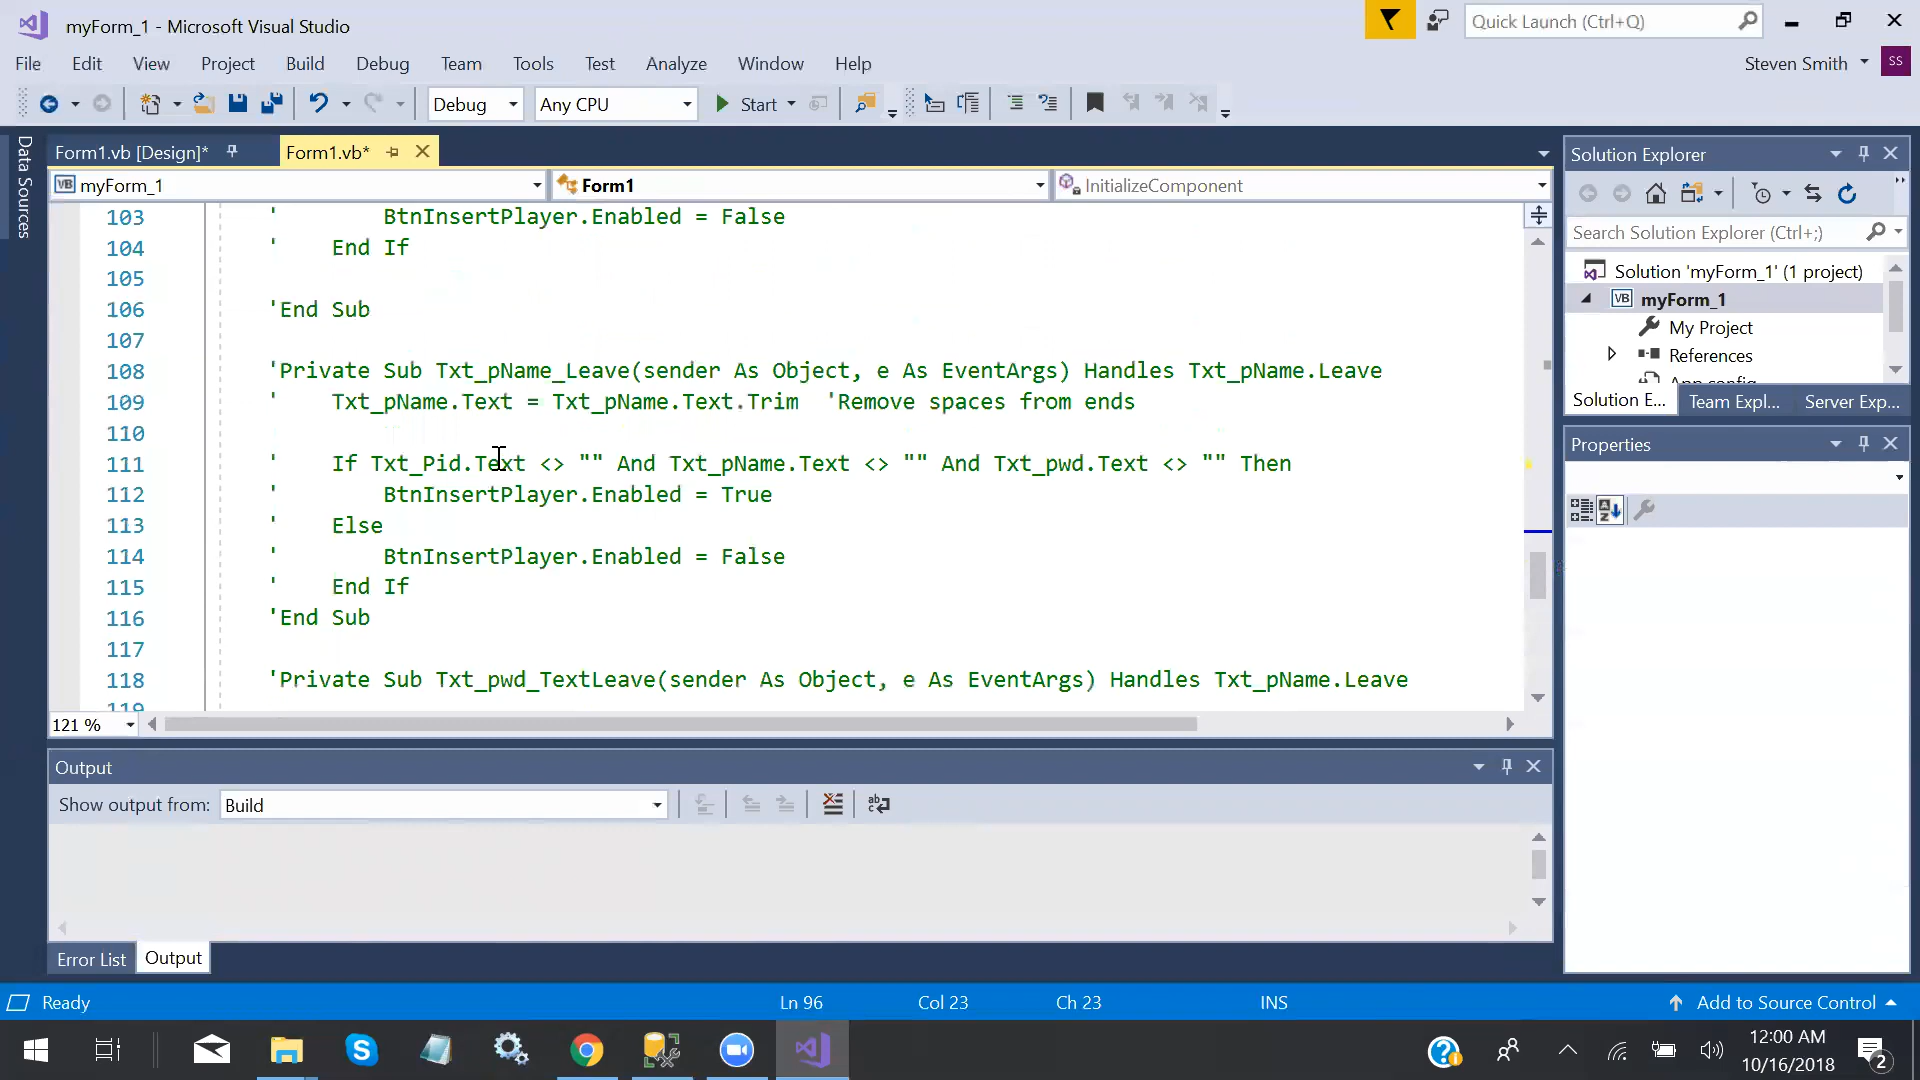 myForm_1 - Microsoft Visual Studio
Quick Launch (Ctrl+Q)
File Edit View Project Build Debug Team Tools Test Analyze Window Help
Steven Smith SS
Debug Any CPU Start
Data Sources
Form1.vb [Design]* Form1.vb*
VB myForm_1 Form1 InitializeComponent
103 ' BtnInsertPlayer.Enabled = False
104 ' End If
105
106 'End Sub
107
108 'Private Sub Txt_pName_Leave(sender As Object, e As EventArgs) Handles Txt_pName.Leave
109 ' Txt_pName.Text = Txt_pName.Text.Trim 'Remove spaces from ends
110
111 ' If Txt_Pid.Text <> "" And Txt_pName.Text <> "" And Txt_pwd.Text <> "" Then
112 ' BtnInsertPlayer.Enabled = True
113 ' Else
114 ' BtnInsertPlayer.Enabled = False
115 ' End If
116 'End Sub
117
118 'Private Sub Txt_pwd_TextLeave(sender As Object, e As EventArgs) Handles Txt_pName.Leave
119
121 %
Solution Explorer
Search Solution Explorer (Ctrl+;)
Solution 'myForm_1' (1 project)
VB myForm_1
My Project
References
App.config
Solution E... Team Expl... Server Exp...
Properties
Output
Show output from: Build
Error List Output
Ready Ln 96 Col 23 Ch 23 INS Add to Source Control
12:00 AM
10/16/2018
2